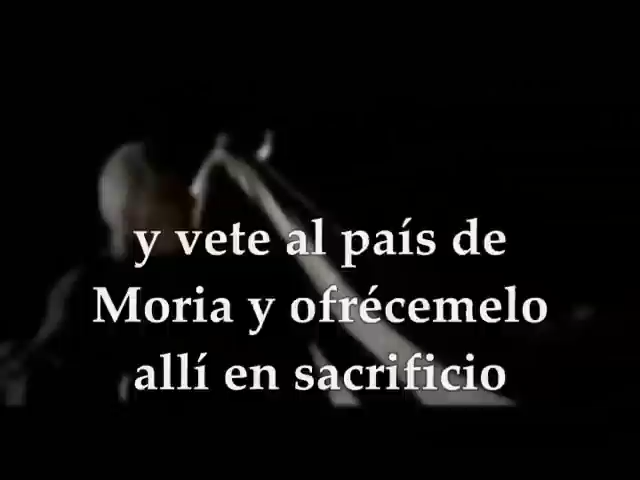 y vete al país de
Moria y ofrécemelo
allí en sacrificio